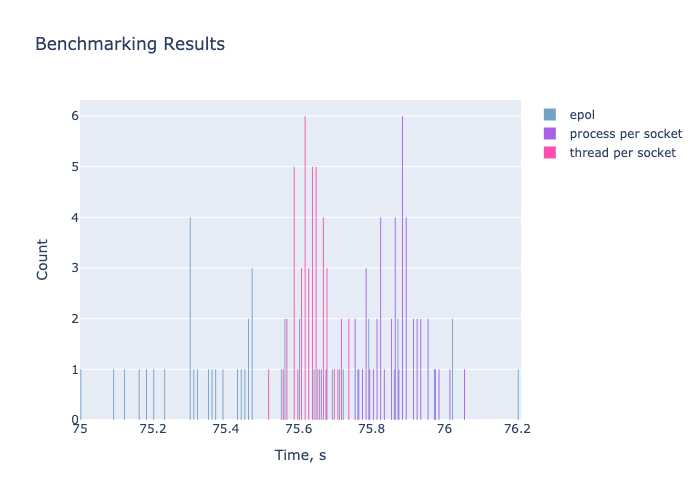 Benchmarking Results
epol
process per socket
thread per socket
6
5
4
3
2
1
0
Count
75
75.2
75.4
75.6
75.8
76
76.2
Time, s